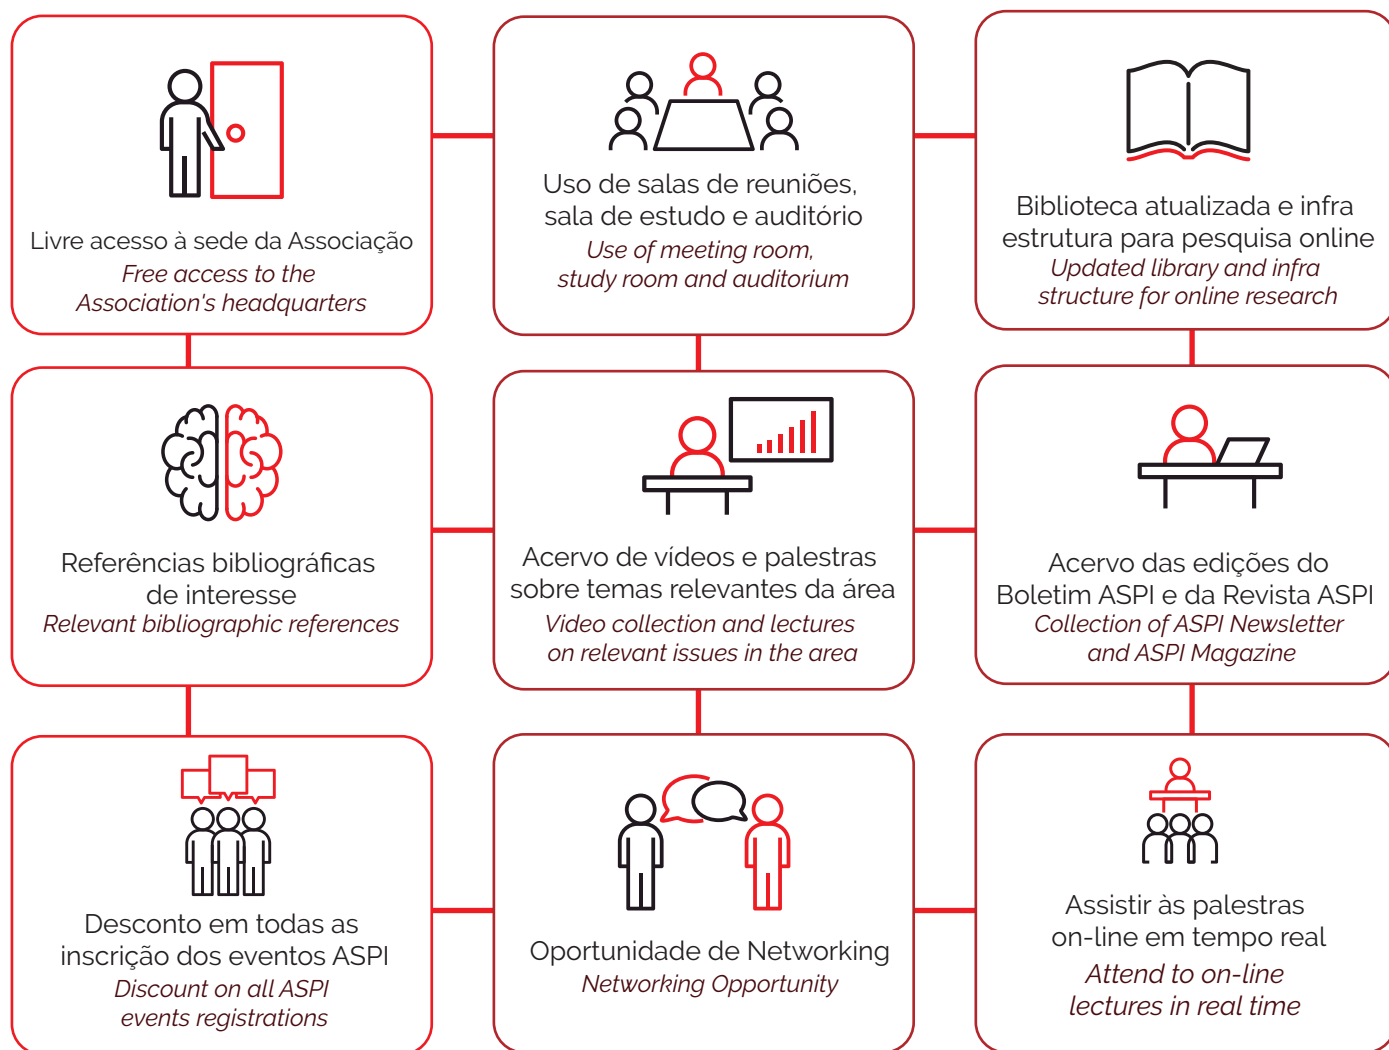 Livre acesso à sede da Associação
Free access to the
Association's headquarters
Uso de salas de reuniões,
sala de estudo e auditório
Use of meeting room,
study room and auditorium
Biblioteca atualizada e infra
estrutura para pesquisa online
Updated library and infra
structure for online research
Referências bibliográficas
de interesse
Relevant bibliographic references
Acervo de vídeos e palestras
sobre temas relevantes da área
Video collection and lectures
on relevant issues in the area
Acervo das edições do
Boletim ASPI e da Revista ASPI
Collection of ASPI Newsletter
and ASPI Magazine
Desconto em todas as
inscrição dos eventos ASPI
Discount on all ASPI
events registrations
Oportunidade de Networking
Networking Opportunity
Assistir às palestras
on-line em tempo real
Attend to on-line
lectures in real time